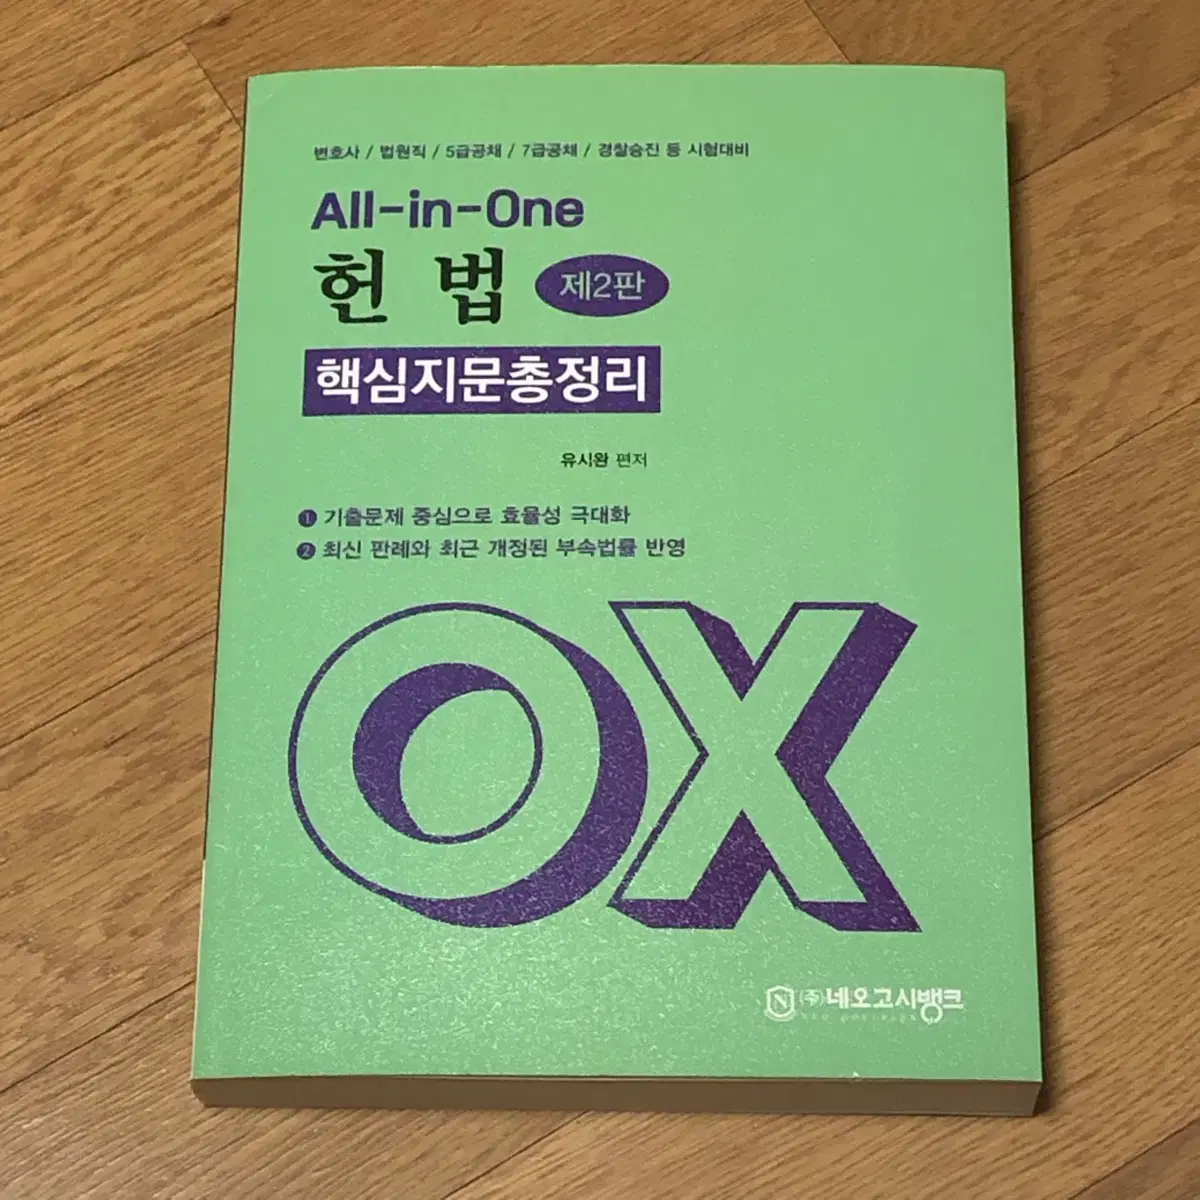 변호사 / 법원직 / 5급공채 / 7급공채 / 경찰승진 등 시험대비
All-in-One
헌법 제2판
핵심지문총정리
유시완 편저
❶ 기출문제 중심으로 효율성 극대화
❷ 최신 판례와 최근 개정된 부속법률 반영
OX
N (주)네오고시뱅크